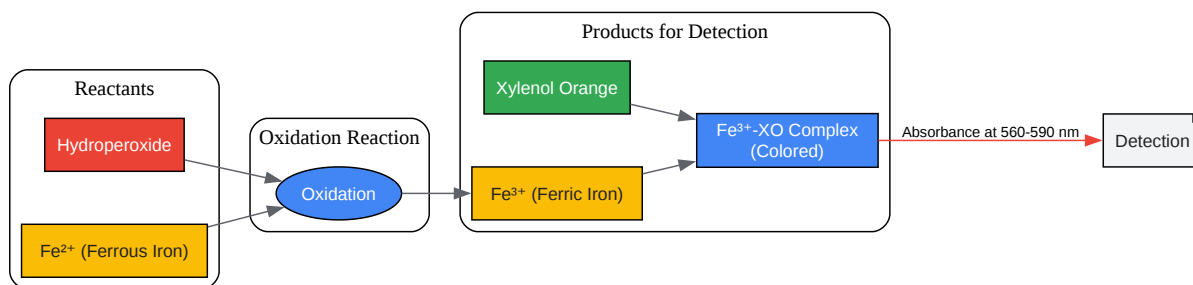 Reactants
Hydroperoxide
Fe²⁺ (Ferrous Iron)
Oxidation Reaction
Oxidation
Products for Detection
Xylenol Orange
Fe³⁺ (Ferric Iron)
Fe³⁺-XO Complex
(Colored)
Absorbance at 560-590 nm
Detection